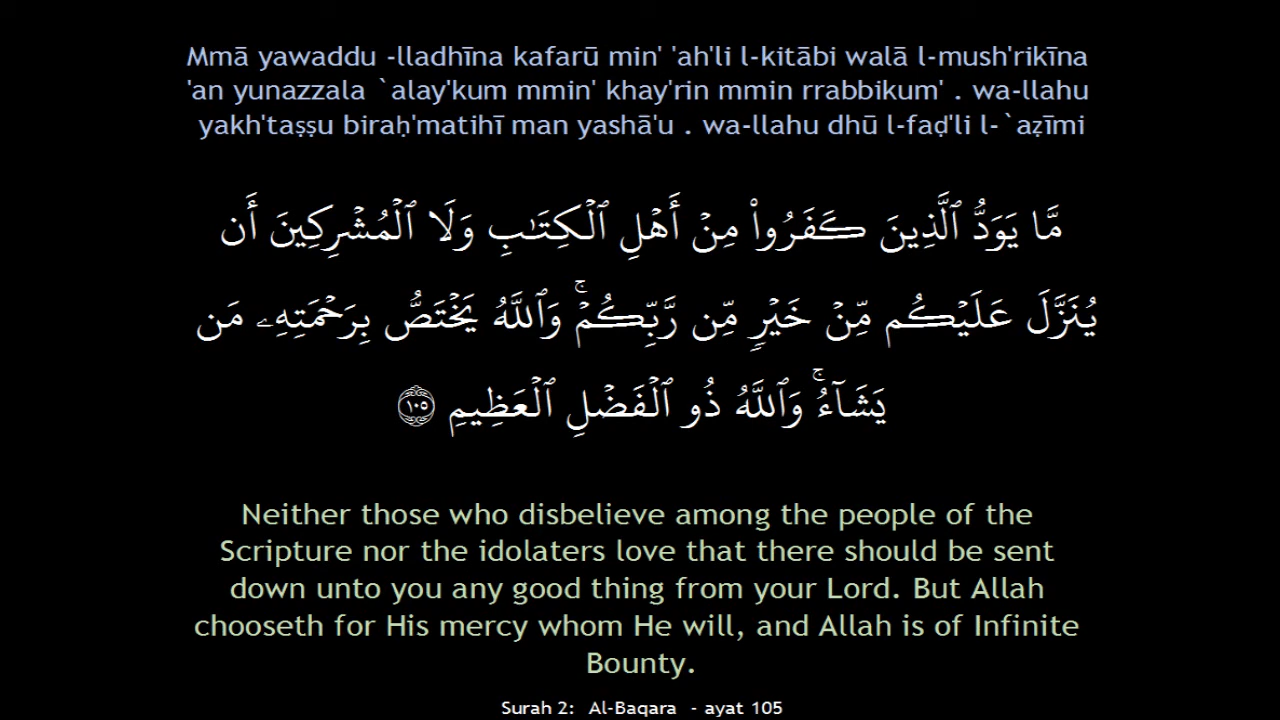 Mmā yawaddu -lladhīna kafarū min' 'ah'li l-kitābi walā l-mush'rikīna
'an yunazzala `alay'kum mmin' khay'rin mmin rrabbikum' . wa-llahu
yakh'taṣṣu biraḥ'matihī man yashā'u . wa-llahu dhū l-faḍ'li l-`aẓīmi
مَّا يَوَدُّ ٱلَّذِينَ كَفَرُوا۟ مِنْ أَهْلِ ٱلْكِتَـٰبِ وَلَا ٱلْمُشْرِكِينَ أَن
يُنَزَّلَ عَلَيْكُم مِّنْ خَيْرٍ مِّن رَّبِّكُمْ ۚ وَٱللَّهُ يَخْتَصُّ بِرَحْمَتِهِۦ مَن
يَشَآءُ ۚ وَٱللَّهُ ذُو ٱلْفَضْلِ ٱلْعَظِيمِ ١٠٥
Neither those who disbelieve among the people of the
Scripture nor the idolaters love that there should be sent
down unto you any good thing from your Lord. But Allah
chooseth for His mercy whom He will, and Allah is of Infinite
Bounty.
Surah 2: Al-Baqara - ayat 105